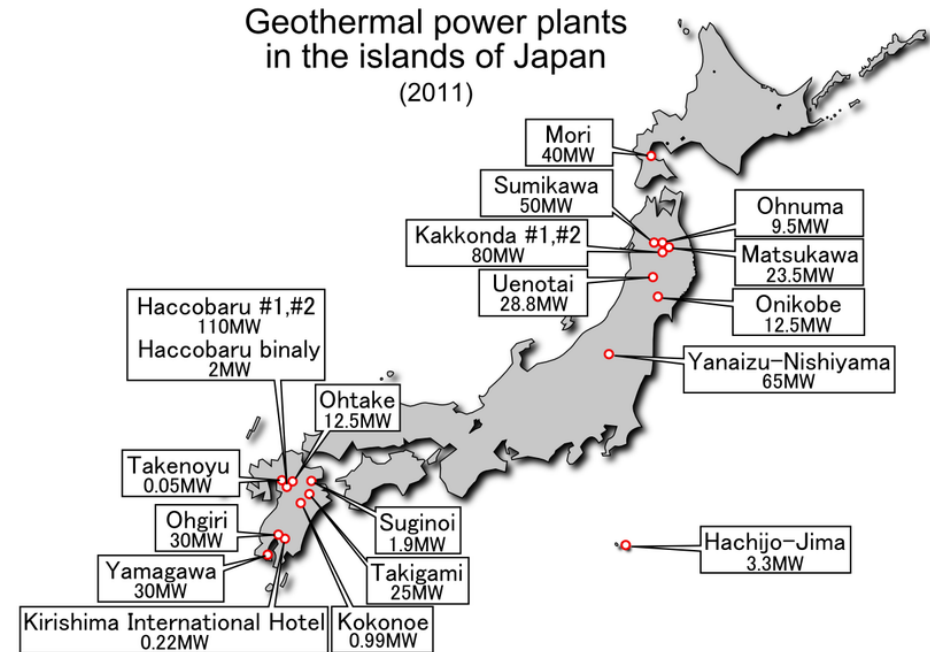 Geothermal power plants
in the islands of Japan
(2011)
Mori
40MW
Sumikawa
50MW
Ohnuma
9.5MW
Kakkonda #1,#2
80MW
Matsukawa
23.5MW
Uenotai
28.8MW
Onikobe
12.5MW
Haccobaru #1,#2
110MW
Haccobaru binaly
2MW
Yanaizu-Nishiyama
65MW
Ohtake
12.5MW
Takenoyu
0.05MW
Ohgiri
30MW
Suginoi
1.9MW
Hachijo-Jima
3.3MW
Yamagawa
30MW
Takigami
25MW
Kirishima International Hotel
0.22MW
Kokonoe
0.99MW